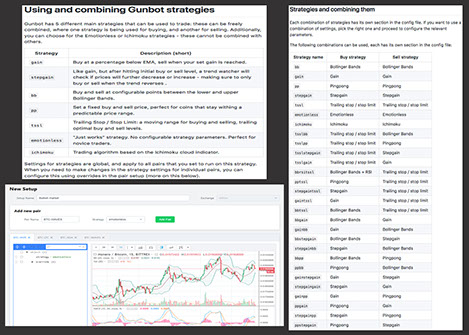 Using and combining Gunbot strategies
Gunbot has 5 different main strategies that can be used to trade: these can be freely
combined, where one strategy is being used for buying, and another for selling. Additionally,
you can choose for the Emotionless or Ichimoku strategies - these cannot be combined with
others.
Strategy Description (short)
gain Buy at a percentage below EMA, sell when your set gain is reached.
stepgain Like gain, but after hitting initial buy or sell level, a trend watcher will
check if prices will further decrease or increase - making sure to only
buy or sell when the trend reverses .
bb Buy and sell at configurable points between the lower and upper
Bollinger Bands.
pp Set a fixed buy and sell price, perfect for coins that stay withing a
predictable price range.
tssl Trailing Stop / Stop Limit: a moving range for buying and selling, trailing
optimal buy and sell levels.
emotionless "Just works" strategy. No configurable strategy parameters. Perfect for
novice traders.
ichimoku Trading algorithm based on the Ichimoku cloud indicator.
Settings for strategies are global, and apply to all pairs that you set to run on this strategy.
When you need to make changes in the strategy settings for individual pairs, you can
configure this using overrides in the pair setup (more on this below).
New Setup
Add new pair
Strategies and combining them
Each combination of strategies has its own section in the config file. If you want to use a
combination of settings, pick the right one and proceed to configure the relevant
parameters.
The following combinations can be used, each has its own section in the config file:
Strategy name Buy strategy Sell strategy
bb Bollinger Bands Bollinger Bands
gain Gain Gain
pp Pingpong Pingpong
stepgain Stepgain Stepgain
tssl Trailing stop / stop limit Trailing stop / stop limit
emotionless Emotionless Emotionless
ichimoku Ichimoku Ichimoku
tsslbb Trailing stop / stop limit Bollinger Bands
tsslpp Trailing stop / stop limit Pingpong
tsslstepgain Trailing stop / stop limit Stepgain
tsslgain Trailing stop / stop limit Gain
bbrsitssl Bollinger Bands + RSI Trailing stop / stop limit
pptssl Pingpong Trailing stop / stop limit
stepgaintssl Stepgain Trailing stop / stop limit
gaintssl Gain Trailing stop / stop limit
bbtssl Bollinger Bands Trailing stop / stop limit
bbgain Bollinger Bands Gain
gainbb Gain Bollinger Bands
bbstepgain Bollinger Bands Stepgain
stepgainbb Stepgain Bollinger Bands
bbpp Bollinger Bands Pingpong
ppbb Pingpong Bollinger Bands
gainstepgain Gain Stepgain
stepgaingain Stepgain Gain
gainpp Gain Pingpong
ppgain Pingpong Gain
stepgainpp Stepgain Pingpong
ppstepgain Pingpong Stepgain